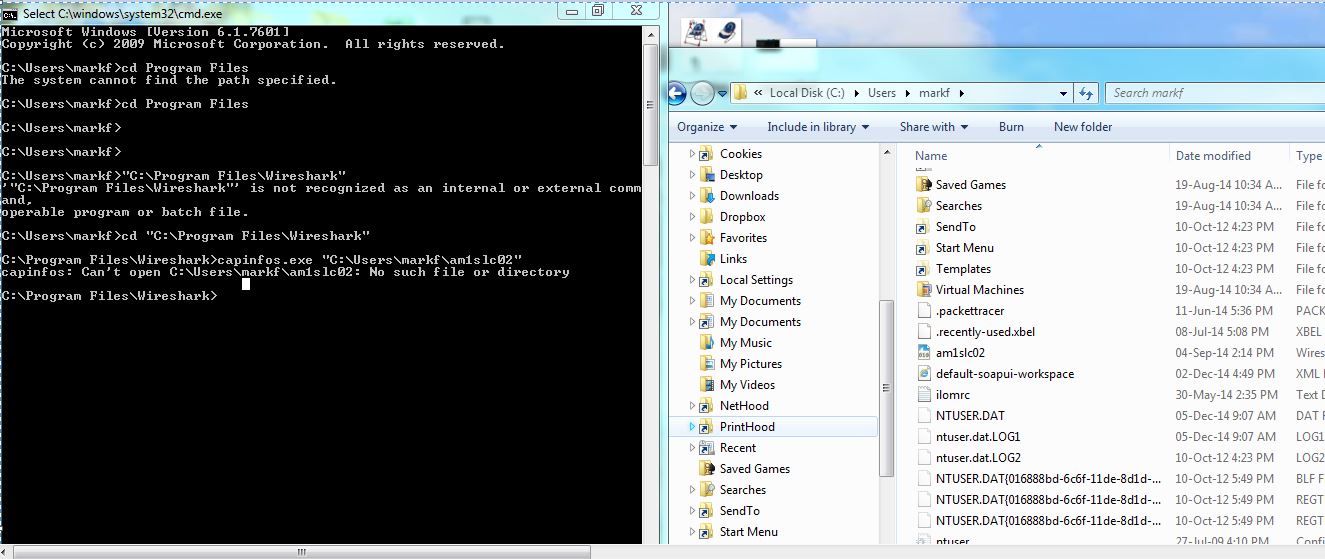 Select C:\windows\system32\cmd.exe
Microsoft Windows [Version 6.1.7601]
Copyright (c) 2009 Microsoft Corporation.  All rights reserved.
C:\Users\markf>cd Program Files
The system cannot find the path specified.
C:\Users\markf>cd Program Files
C:\Users\markf>
C:\Users\markf>
C:\Users\markf>"C:\Program Files\Wireshark"
'"C:\Program Files\Wireshark"' is not recognized as an internal or external comm
and,
operable program or batch file.
C:\Users\markf>cd "C:\Program Files\Wireshark"
C:\Program Files\Wireshark>capinfos.exe "C:\Users\markf\am1slc02"
capinfos: Can't open C:\Users\markf\am1slc02: No such file or directory
C:\Program Files\Wireshark>
« Local Disk (C:) Users markf
Search markf
Organize Include in library Share with Burn New folder
Cookies
Desktop
Downloads
Dropbox
Favorites
Links
Local Settings
My Documents
My Documents
My Music
My Pictures
My Videos
NetHood
PrintHood
Recent
Saved Games
Searches
SendTo
Start Menu
Name Date modified Type
Saved Games 19-Aug-14 10:34 A... File fo
Searches 19-Aug-14 10:34 A... File fo
SendTo 10-Oct-12 4:23 PM File fo
Start Menu 10-Oct-12 4:23 PM File fo
Templates 10-Oct-12 4:23 PM File fo
Virtual Machines 19-Aug-14 10:34 A... File fo
.packettracer 11-Jun-14 5:36 PM PACK
.recently-used.xbel 08-Jul-14 5:08 PM XBEL
am1slc02 04-Sep-14 2:14 PM Wires
default-soapui-workspace 02-Dec-14 4:49 PM XML
ilomrc 30-May-14 2:35 PM Text D
NTUSER.DAT 05-Dec-14 9:07 AM DAT F
ntuser.dat.LOG1 05-Dec-14 9:07 AM LOG1
ntuser.dat.LOG2 10-Oct-12 4:23 PM LOG2
NTUSER.DAT{016888bd-6c6f-11de-8d1d-... 10-Oct-12 5:49 PM BLF F
NTUSER.DAT{016888bd-6c6f-11de-8d1d-... 10-Oct-12 5:49 PM REGT
NTUSER.DAT{016888bd-6c6f-11de-8d1d-... 10-Oct-12 5:49 PM REGT
ntuser 27-Jul-09 4:10 PM Confi